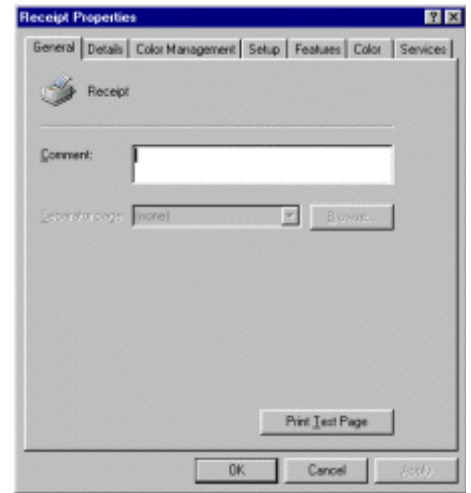 Receipt Properties
General Details Color Management Setup Features Color Services
Receipt
Comment:
Separator page: (none) Browse...
Print Test Page
OK Cancel Apply